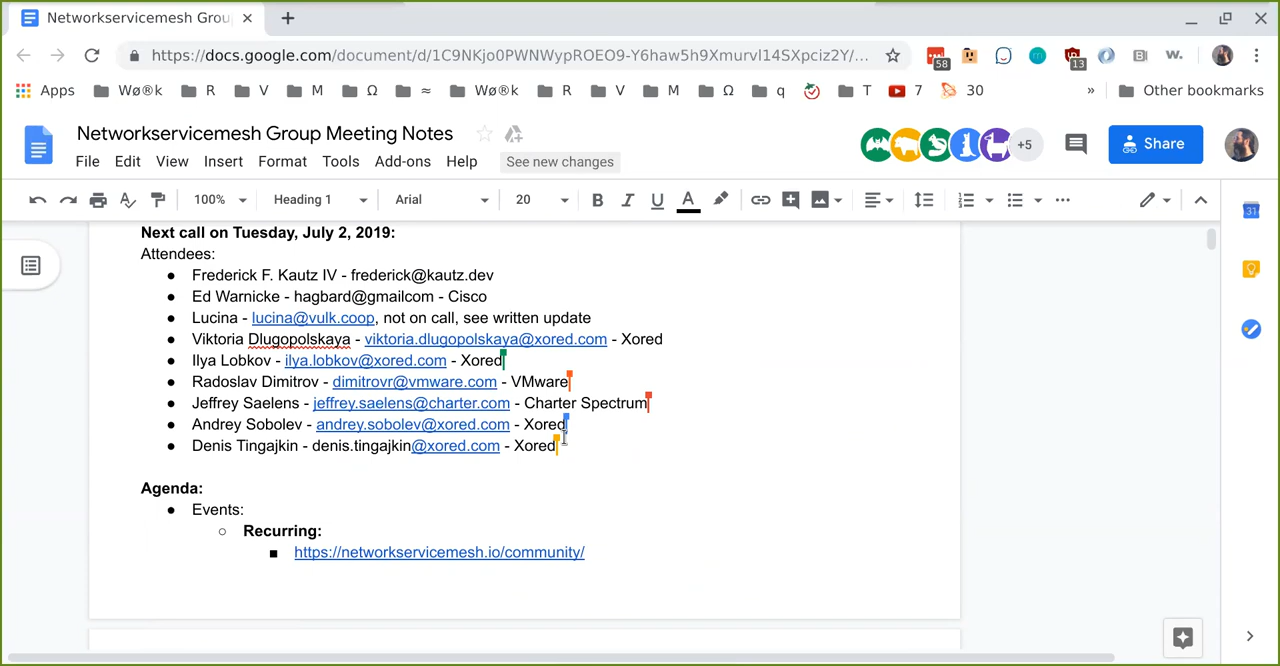 Networkservicemesh Grou
https://docs.google.com/document/d/1C9NKjo0PWNWypROEO9-Y6haw5h9XmurvI14SXpciz2Y/...
58
13
W.
Apps Wø®k R V M Ω ≈ Wø®k R V M Ω q T 7 30 » Other bookmarks
Networkservicemesh Group Meeting Notes
+5
Share
File Edit View Insert Format Tools Add-ons Help See new changes
100% Heading 1 Arial 20 B I U A
31
Next call on Tuesday, July 2, 2019:
Attendees:
● Frederick F. Kautz IV - frederick@kautz.dev
● Ed Warnicke - hagbard@gmailcom - Cisco
● Lucina - lucina@vulk.coop, not on call, see written update
● Viktoria Dlugopolskaya - viktoria.dlugopolskaya@xored.com - Xored
● Ilya Lobkov - ilya.lobkov@xored.com - Xored
● Radoslav Dimitrov - dimitrovr@vmware.com - VMware
● Jeffrey Saelens - jeffrey.saelens@charter.com - Charter Spectrum
● Andrey Sobolev - andrey.sobolev@xored.com - Xored
● Denis Tingajkin - denis.tingajkin@xored.com - Xored
Agenda:
● Events:
○ Recurring:
■ https://networkservicemesh.io/community/